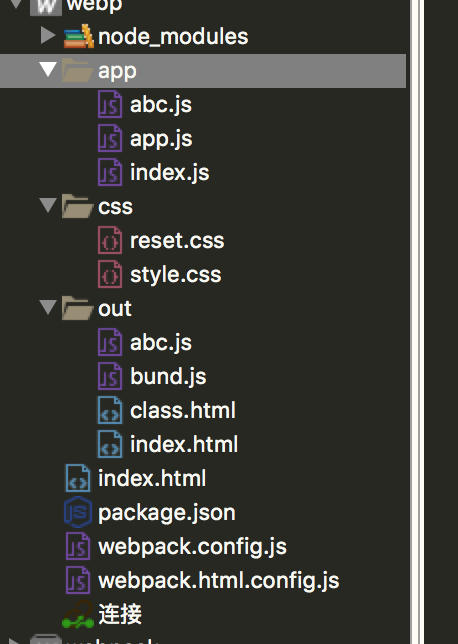 webp
node_modules
app
abc.js
app.js
index.js
css
reset.css
style.css
out
abc.js
bund.js
class.html
index.html
index.html
package.json
webpack.config.js
webpack.html.config.js
连接